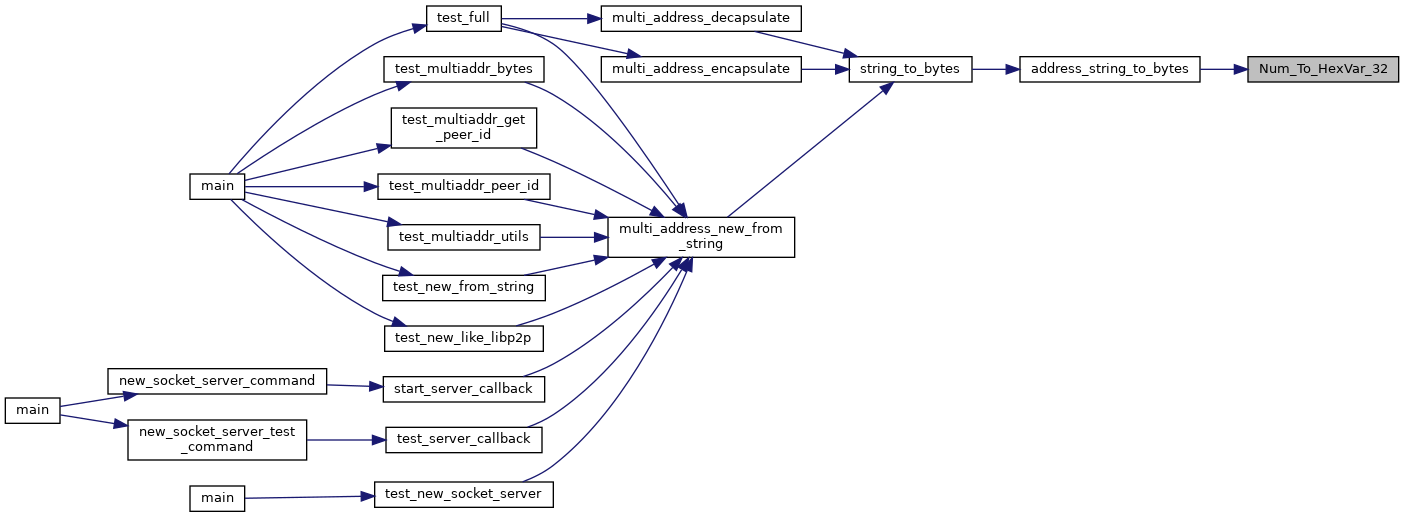 test_full
multi_address_decapsulate
test_multiaddr_bytes
multi_address_encapsulate
string_to_bytes
address_string_to_bytes
Num_To_HexVar_32
test_multiaddr_get
_peer_id
main
test_multiaddr_peer_id
test_multiaddr_utils
multi_address_new_from
_string
test_new_from_string
test_new_like_libp2p
new_socket_server_command
start_server_callback
main
new_socket_server_test
_command
test_server_callback
main
test_new_socket_server